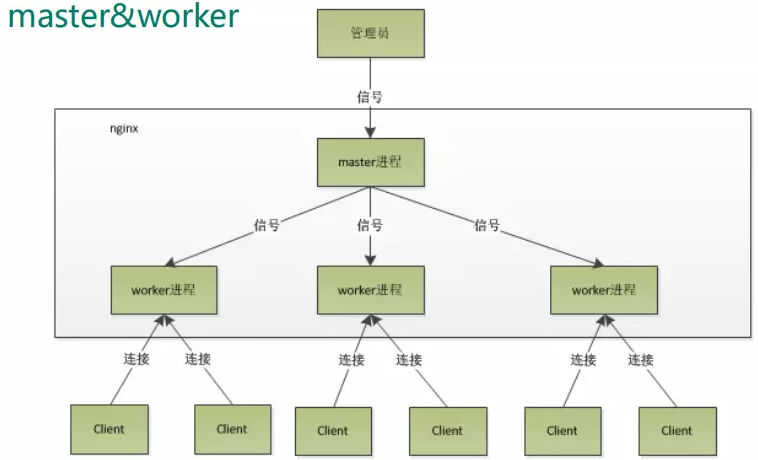 master&worker
管理员
信号
nginx
master进程
信号
信号
信号
worker进程
worker进程
worker进程
连接
连接
连接
连接
连接
连接
Client
Client
Client
Client
Client
Client